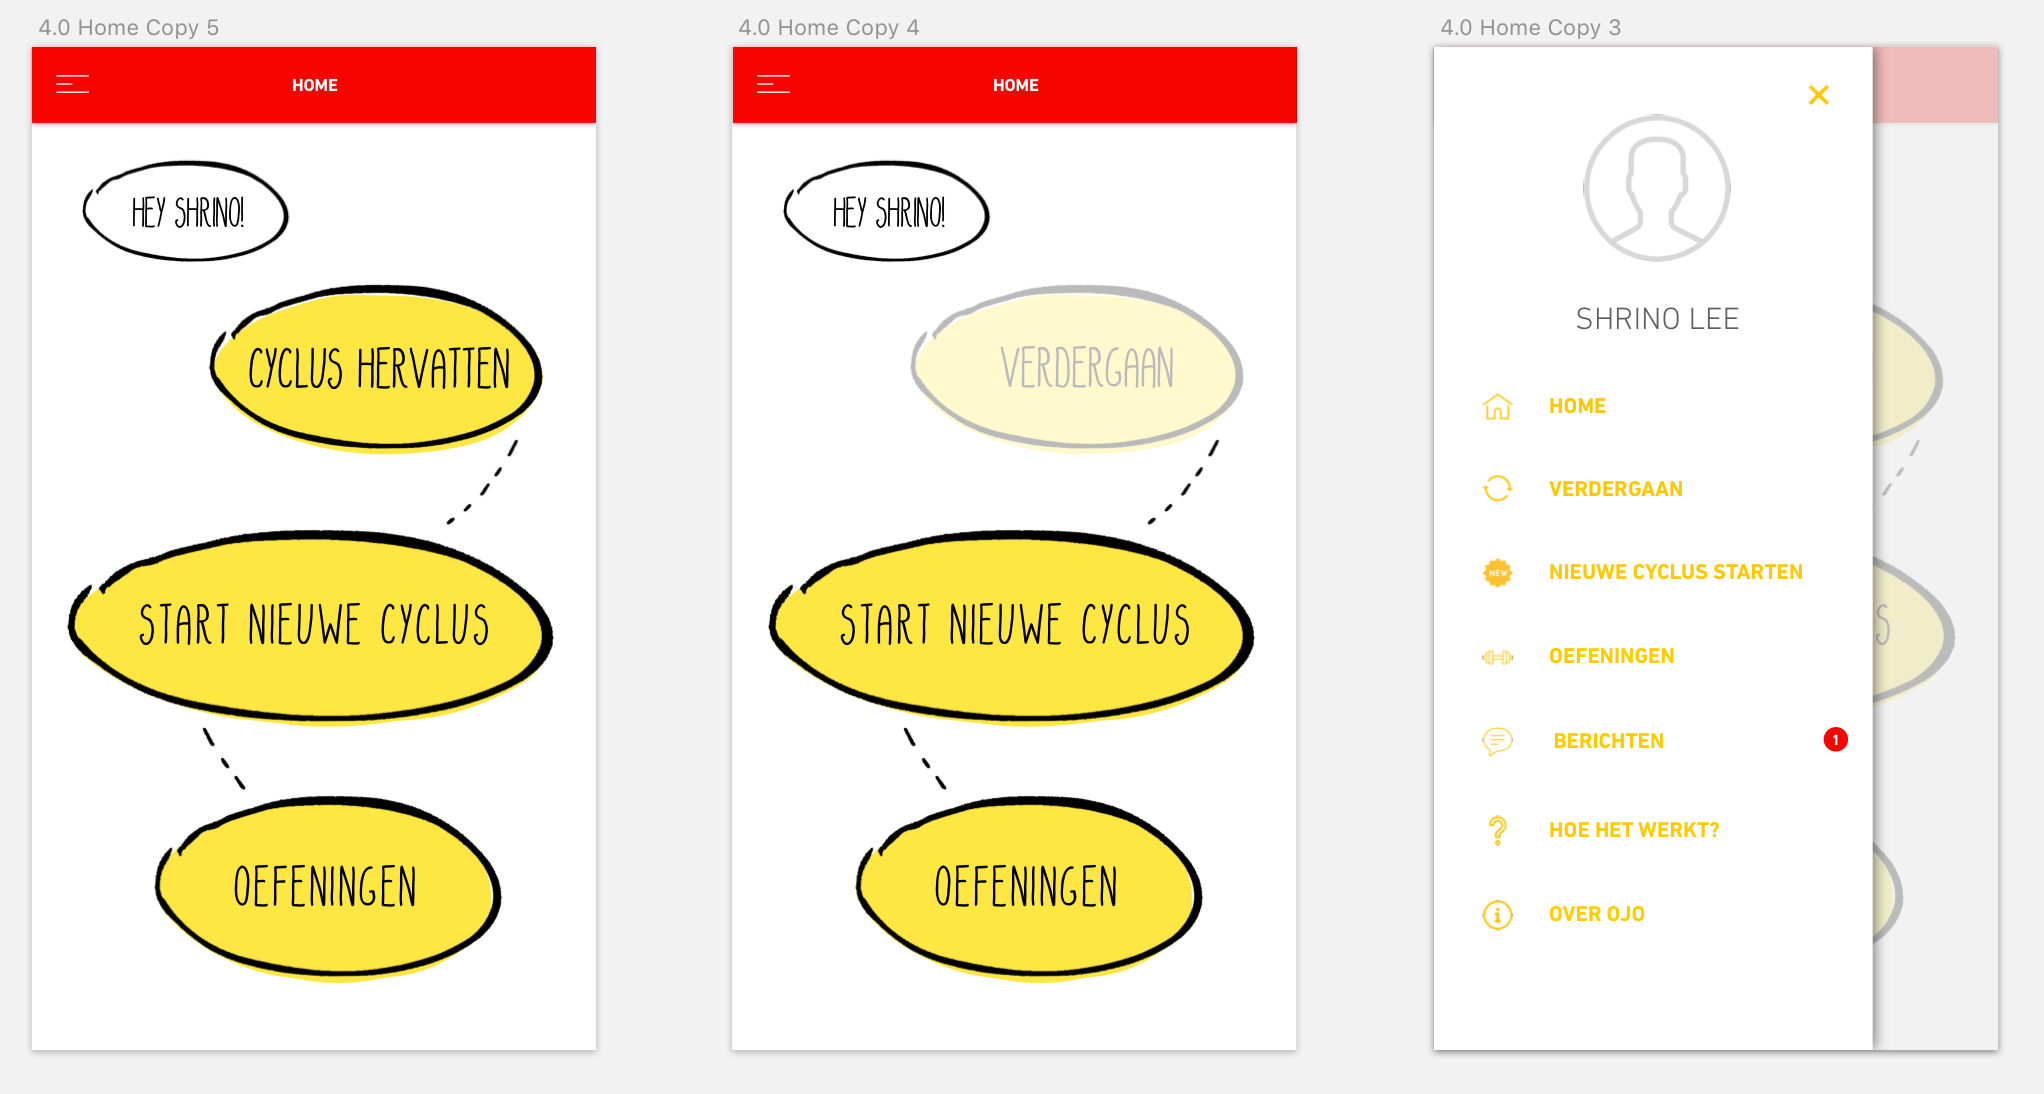 4.0 Home Copy 5
HOME
HEY SHRINO!
CYCLUS HERVATTEN
START NIEUWE CYCLUS
OEFENINGEN
4.0 Home Copy 4
HOME
HEY SHRINO!
VERDERGAAN
START NIEUWE CYCLUS
OEFENINGEN
4.0 Home Copy 3
SHRINO LEE
HOME
VERDERGAAN
NEW
NIEUWE CYCLUS STARTEN
S
OEFENINGEN
BERICHTEN
1
HOE HET WERKT?
OVER OJO